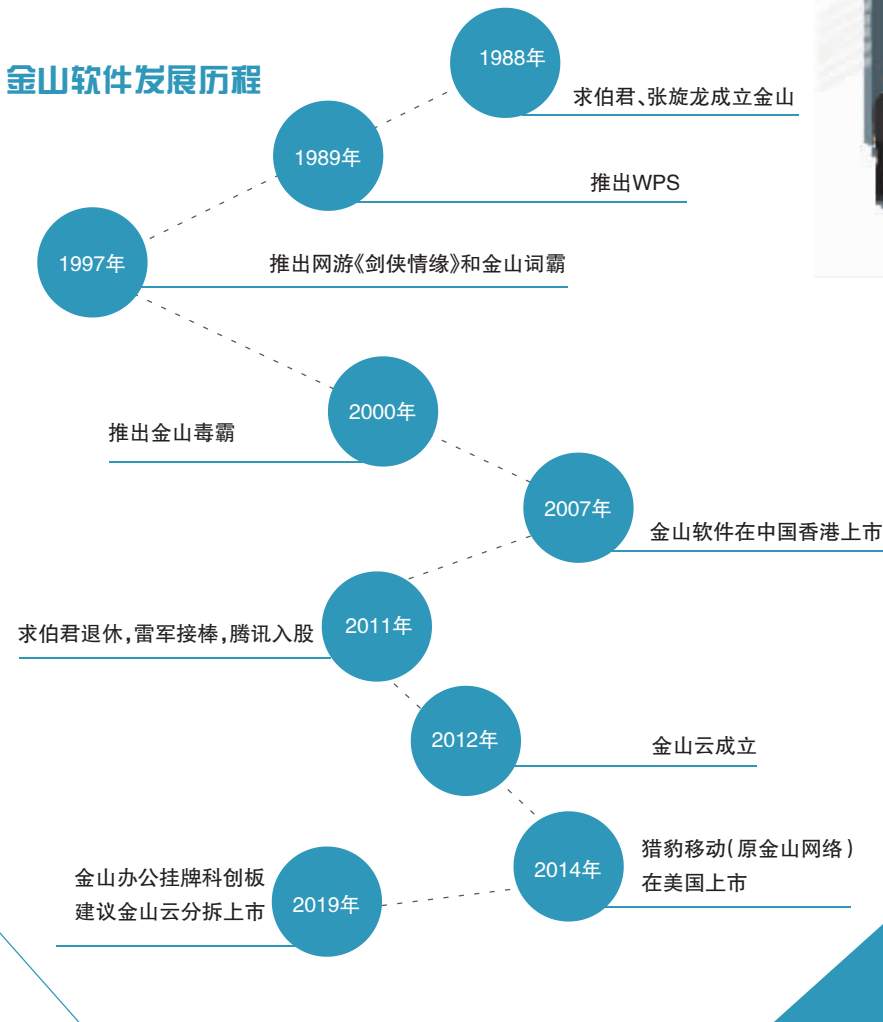 金山软件发展历程
1988年
求伯君、张旋龙成立金山
1989年
推出WPS
1997年
推出网游《剑侠情缘》和金山词霸
2000年
推出金山毒霸
2007年
金山软件在中国香港上市
2011年
求伯君退休,雷军接棒,腾讯入股
2012年
金山云成立
2014年
猎豹移动(原金山网络)
在美国上市
2019年
金山办公挂牌科创板
建议金山云分拆上市